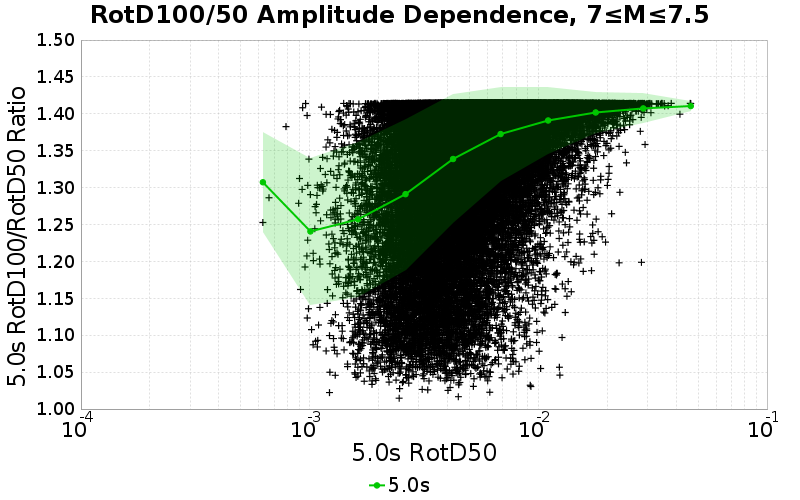 RotD100/50 Amplitude Dependence, 7≤M≤7.5
5.0s RotD100/RotD50 Ratio
1.50
1.45
1.40
1.35
1.30
1.25
1.20
1.15
1.10
1.05
1.00
10-4 10-3 10-2 10-1
5.0s RotD50
5.0s